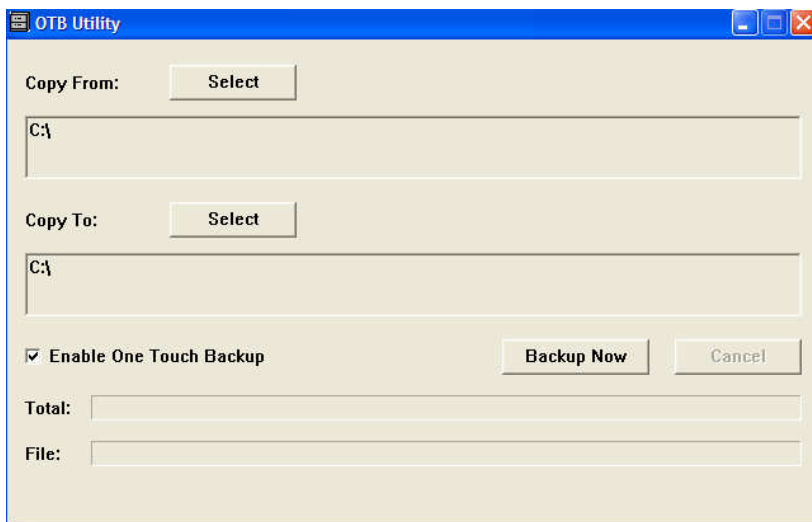 OTB Utility
Copy From: Select
C:\
Copy To: Select
C:\
Enable One Touch Backup Backup Now Cancel
Total:
File: